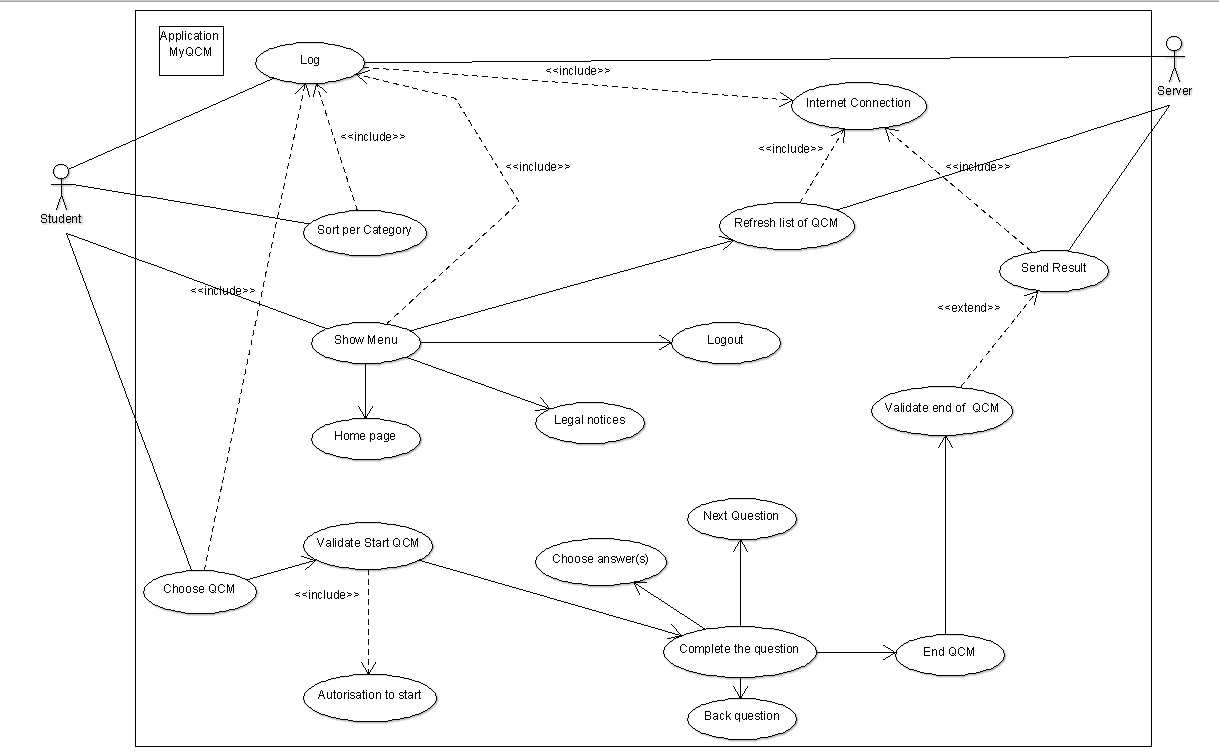 Application
MyQCM
Log
<<include>>
Server
Internet Connection
<<include>>
<<include>>
<<include>>
<<include>>
Student
Sort per Category
Refresh list of QCM
Send Result
<<include>>
<<extend>>
Show Menu
Logout
Validate end of QCM
Legal notices
Home page
Next Question
Validate Start QCM
Choose answer(s)
Choose QCM
<<include>>
Complete the question
End QCM
Autorisation to start
Back question